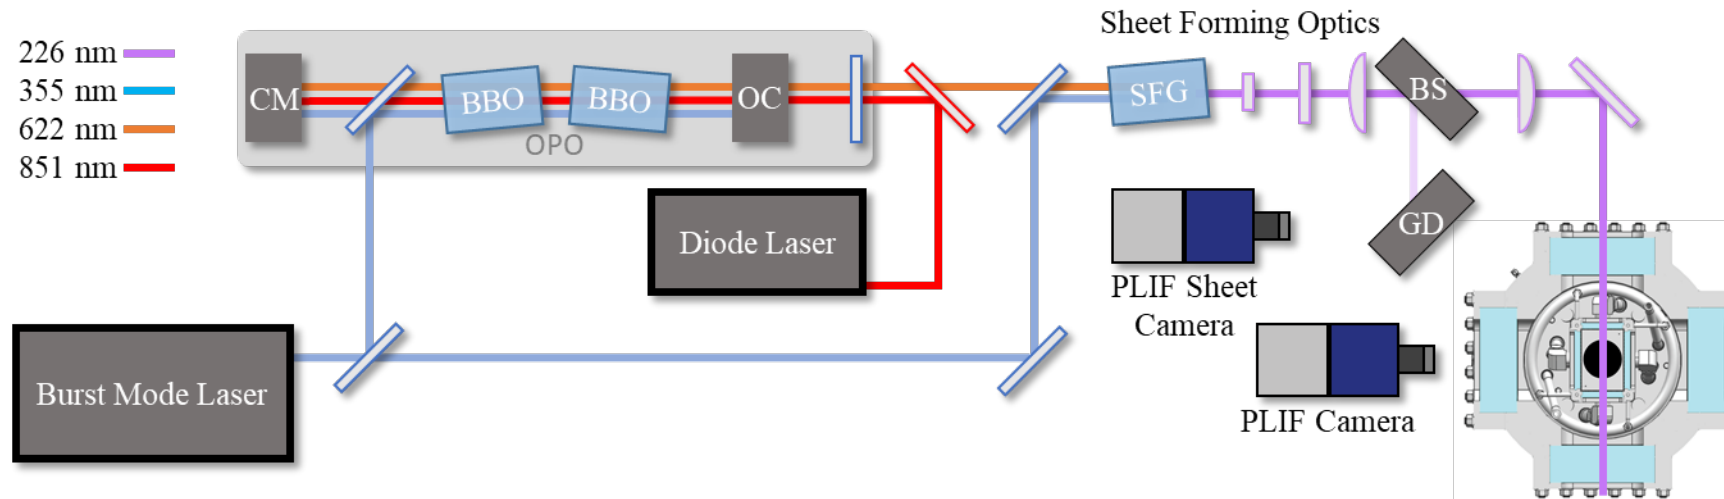 Sheet Forming Optics
226 nm
355 nm
622 nm
851 nm
CM
BBO
BBO
OC
OPO
SFG
BS
GD
Diode Laser
PLIF Sheet
Camera
Burst Mode Laser
PLIF Camera